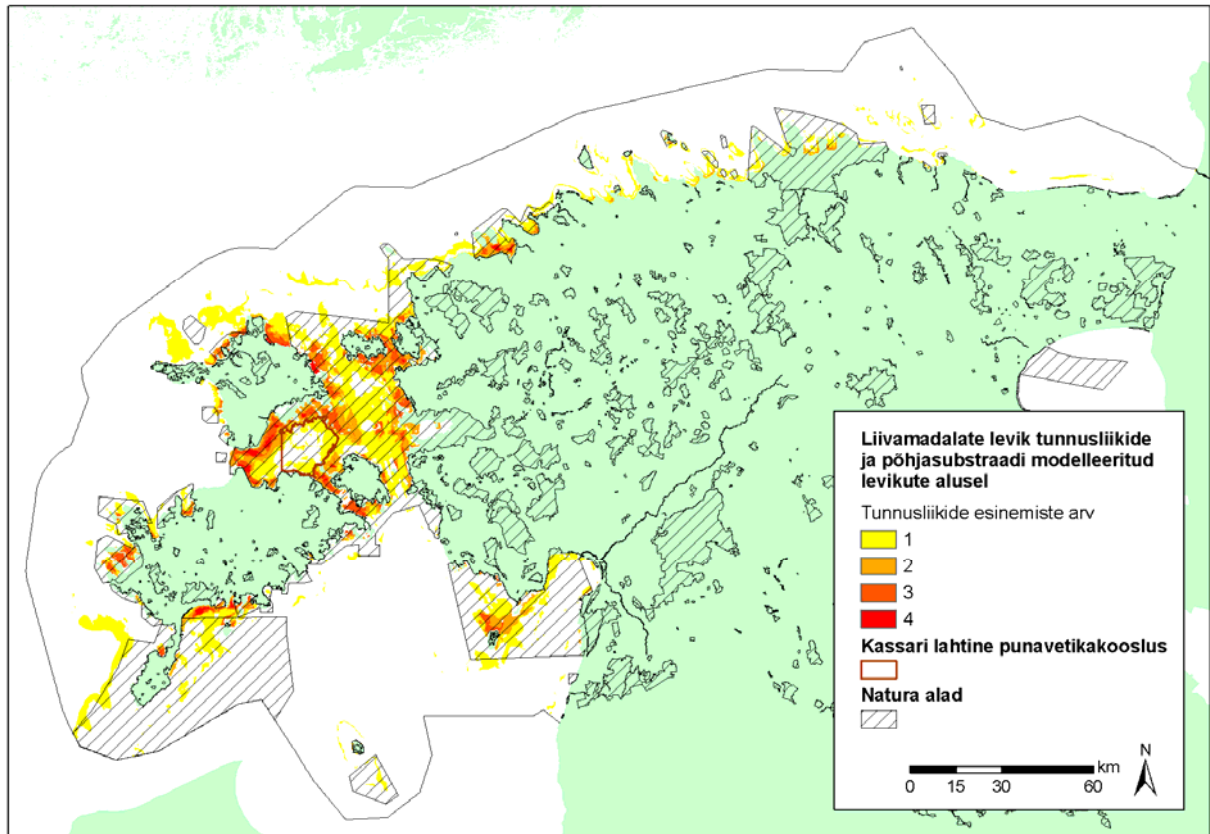 Liivamadalate levik tunnusliikide
ja põhjasubstraadi modelleeritud
levikute alusel
Tunnusliikide esinemiste arv
1
2
3
4
Kassari lahtine punavetikakooslus
Natura alad
N
km
0 15 30 60